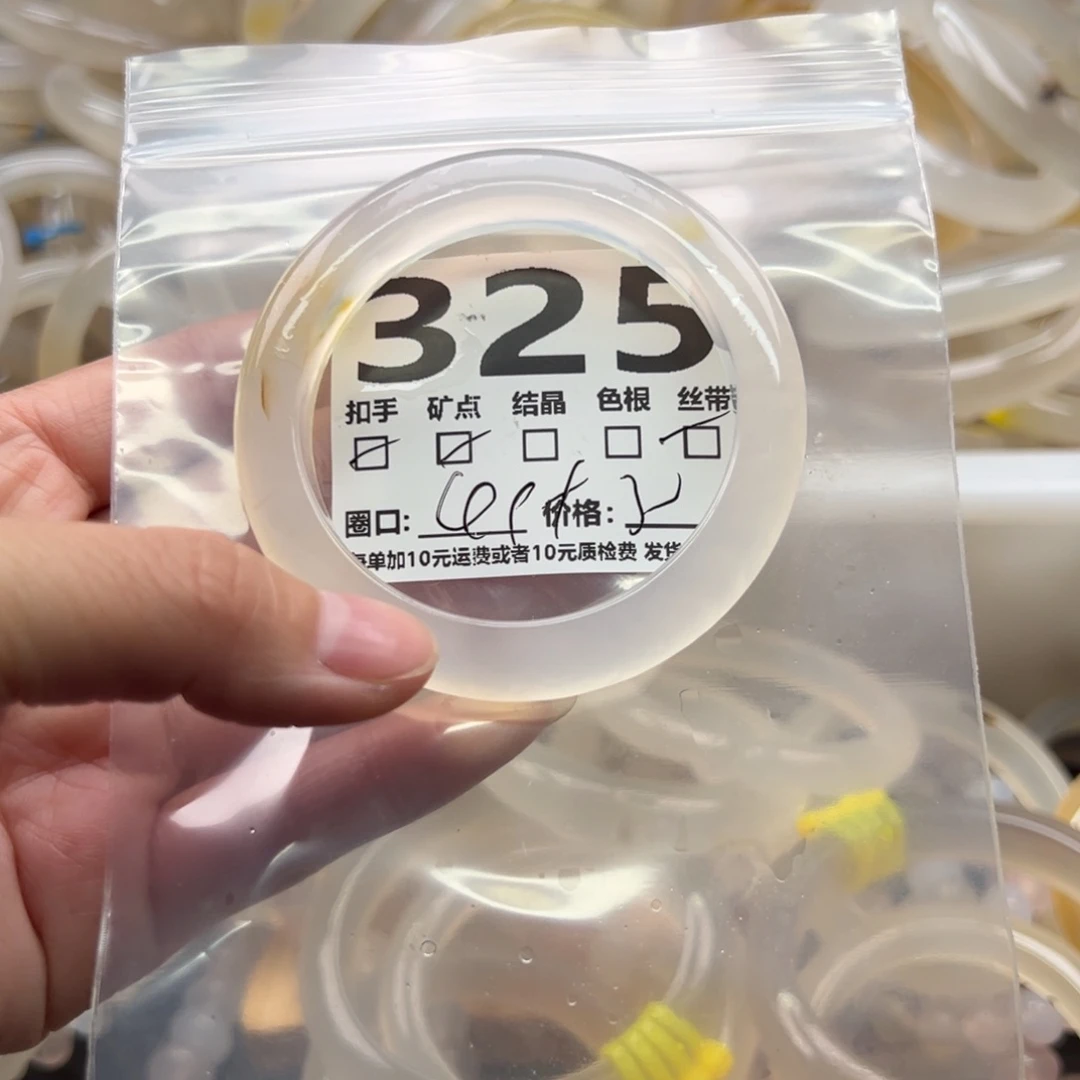 325
扣手 矿点 结晶 色根 丝带
圈口: 价格:
单加10元运费或者10元质检费 发货